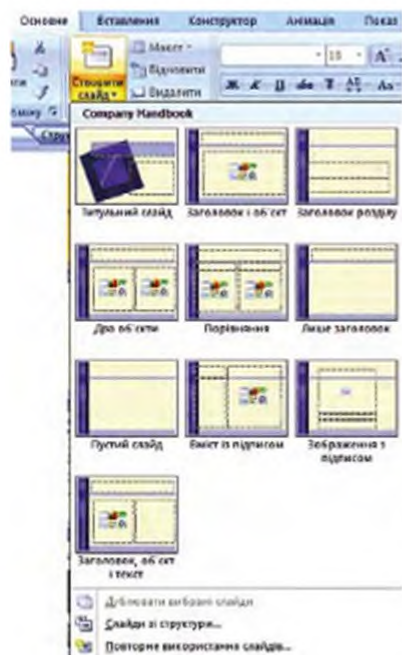 Основне Вставлення Конструктор Анімація Показ
Макет
Створити слайд
Відновити
Видалити
18
Ж К П abc
Company Handbook
Титульний слайд Заголовок і об'єкт Заголовок розділу
Два об'єкти Порівняння Лише заголовок
Пустий слайд Вміст із підписом Зображення з
підписом
Заголовок, об'єкт
і текст
Дублювати вибрані слайди
Слайди зі структури...
Повторне використання слайдів...